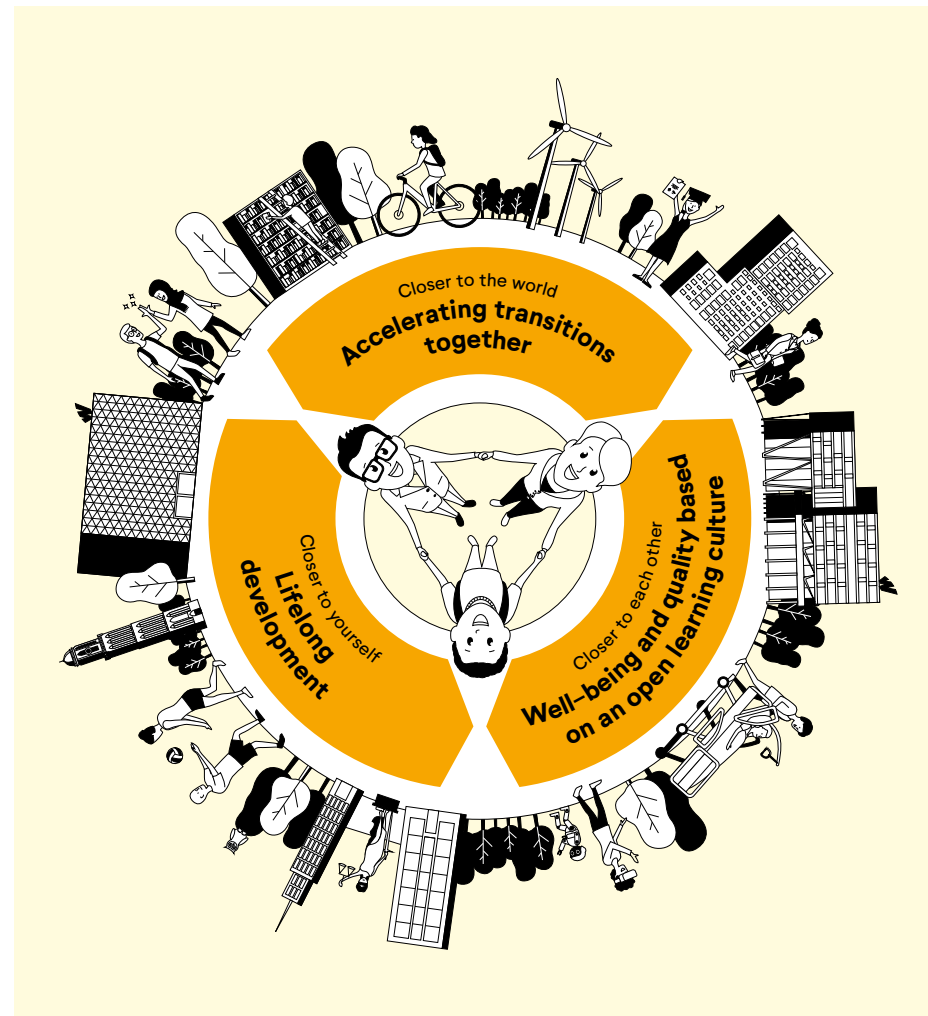 Closer to the world
Accelerating transitions
together
Closer to each other
Well–being and quality based
on an open learning culture
Closer to yourself
Lifelong
development